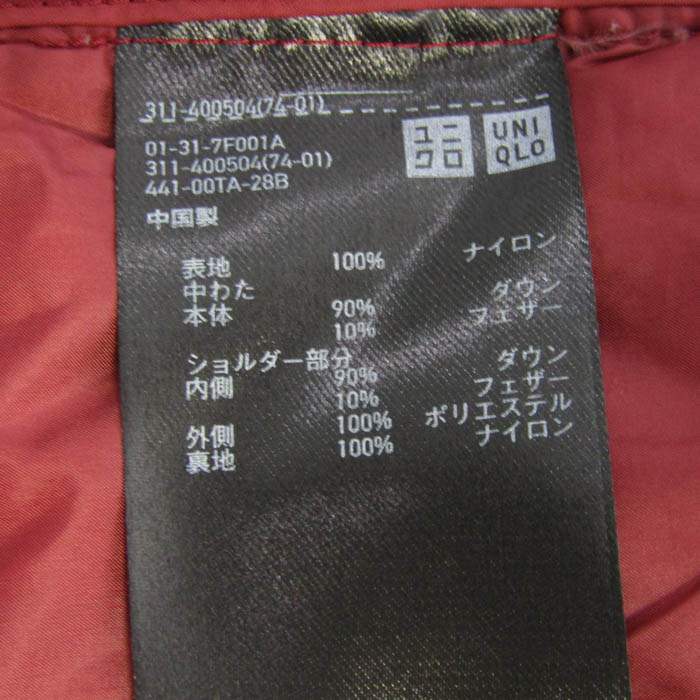 311-400504(74-01)
01-31-7F001A
311-400504(74-01)
441-00TA-28B
ユニ
クロ
UNI
QLO
中国製
表地 100% ナイロン
中わた
本体 90% ダウン
10% フェザー
ショルダー部分
内側 90% ダウン
10% フェザー
外側 100% ポリエステル
裏地 100% ナイロン